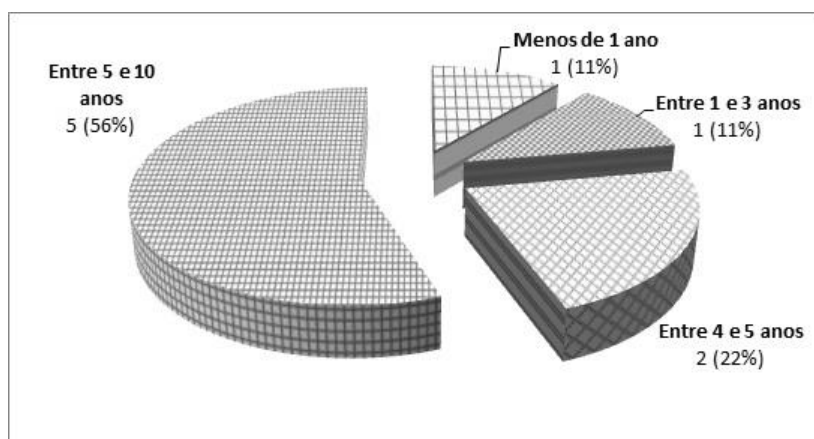 Menos de 1 ano
1 (11%)
Entre 1 e 3 anos
1 (11%)
Entre 4 e 5 anos
2 (22%)
Entre 5 e 10
anos
5 (56%)